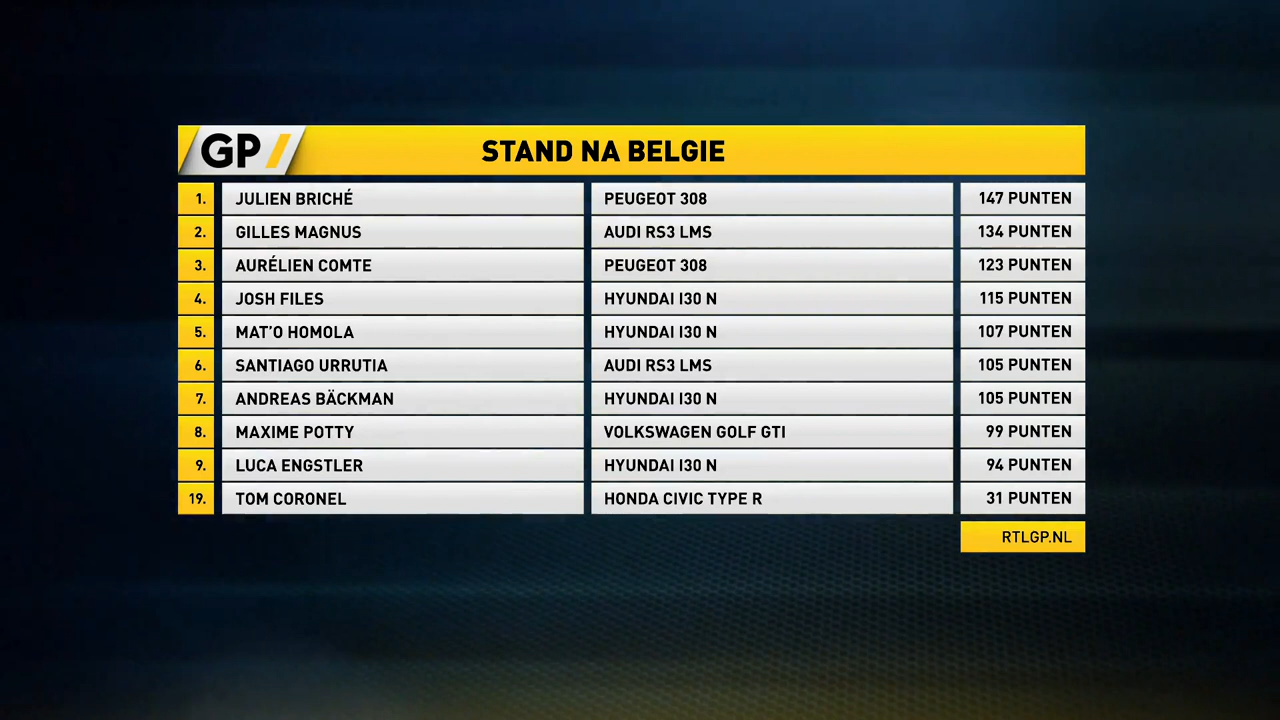 GP STAND NA BELGIE
1. JULIEN BRICHÉ PEUGEOT 308 147 PUNTEN
2. GILLES MAGNUS AUDI RS3 LMS 134 PUNTEN
3. AURÉLIEN COMTE PEUGEOT 308 123 PUNTEN
4. JOSH FILES HYUNDAI I30 N 115 PUNTEN
5. MAT'O HOMOLA HYUNDAI I30 N 107 PUNTEN
6. SANTIAGO URRUTIA AUDI RS3 LMS 105 PUNTEN
7. ANDREAS BÄCKMAN HYUNDAI I30 N 105 PUNTEN
8. MAXIME POTTY VOLKSWAGEN GOLF GTI 99 PUNTEN
9. LUCA ENGSTLER HYUNDAI I30 N 94 PUNTEN
19. TOM CORONEL HONDA CIVIC TYPE R 31 PUNTEN
RTLGP.NL